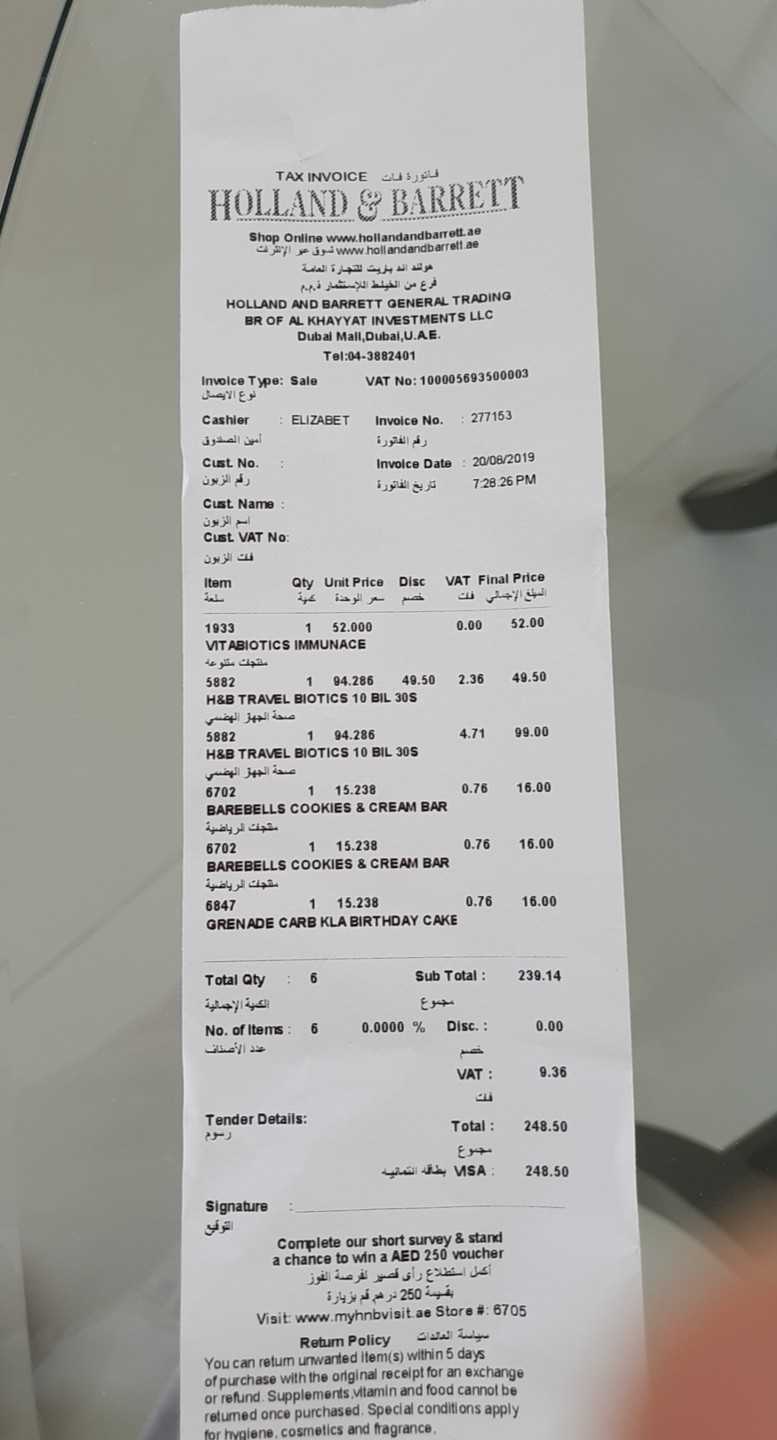 TAX INVOICE فاتورة فات
HOLLAND & BARRETT
Shop Online www.hollandandbarrett.ae
تسوق عبر الإنترنت www.hollandandbarrett.ae
هولند اند باريت للتجارة العامة
فرع من الخياط للإستثمار ذ.م.م
HOLLAND AND BARRETT GENERAL TRADING
BR OF AL KHAYYAT INVESTMENTS LLC
Dubai Mall,Dubai,U.A.E.
Tel:04-3882401
Invoice Type: Sale VAT No: 100005693500003
نوع الايصال
Cashier : ELIZABET Invoice No. : 277153
أمين الصندوق رقم الفاتورة
Cust. No. : Invoice Date : 20/08/2019
رقم الزبون تاريخ الفاتورة 7:28:26 PM
Cust. Name :
اسم الزبون
Cust. VAT No:
فات الزبون
Item Qty Unit Price Disc VAT Final Price
سلعة كمية سعر الوحدة خصم فات المبلغ الإجمالي
1933 1 52.000 0.00 52.00
VITABIOTICS IMMUNACE
منتجات متنوعة
5882 1 94.286 49.50 2.36 49.50
H&B TRAVEL BIOTICS 10 BIL 30S
صحة الجهاز الهضمي
5882 1 94.286 4.71 99.00
H&B TRAVEL BIOTICS 10 BIL 30S
صحة الجهاز الهضمي
6702 1 15.238 0.76 16.00
BAREBELLS COOKIES & CREAM BAR
منتجات الرياضية
6702 1 15.238 0.76 16.00
BAREBELLS COOKIES & CREAM BAR
منتجات الرياضية
6847 1 15.238 0.76 16.00
GRENADE CARB KLA BIRTHDAY CAKE
Total Qty : 6 Sub Total : 239.14
الكمية الإجمالية مجموع
No. of Items : 6 0.0000 % Disc. : 0.00
عدد الأصناف خصم
VAT : 9.36
فات
Tender Details: Total : 248.50
رسوم مجموع
بطاقه ائتمانيه VISA : 248.50
Signature :
التوقيع
Complete our short survey & stand
a chance to win a AED 250 voucher
أكمل استطلاع رأى قصير لفرصة الفوز
بقسيمة 250 درهم قم بزيارة
Visit: www.myhnbvisit.ae Store #: 6705
Return Policy سياسة العائدات
You can return unwanted item(s) within 5 days
of purchase with the original receipt for an exchange
or refund. Supplements,vitamin and food cannot be
returned once purchased. Special conditions apply
for hygiene, cosmetics and fragrance.